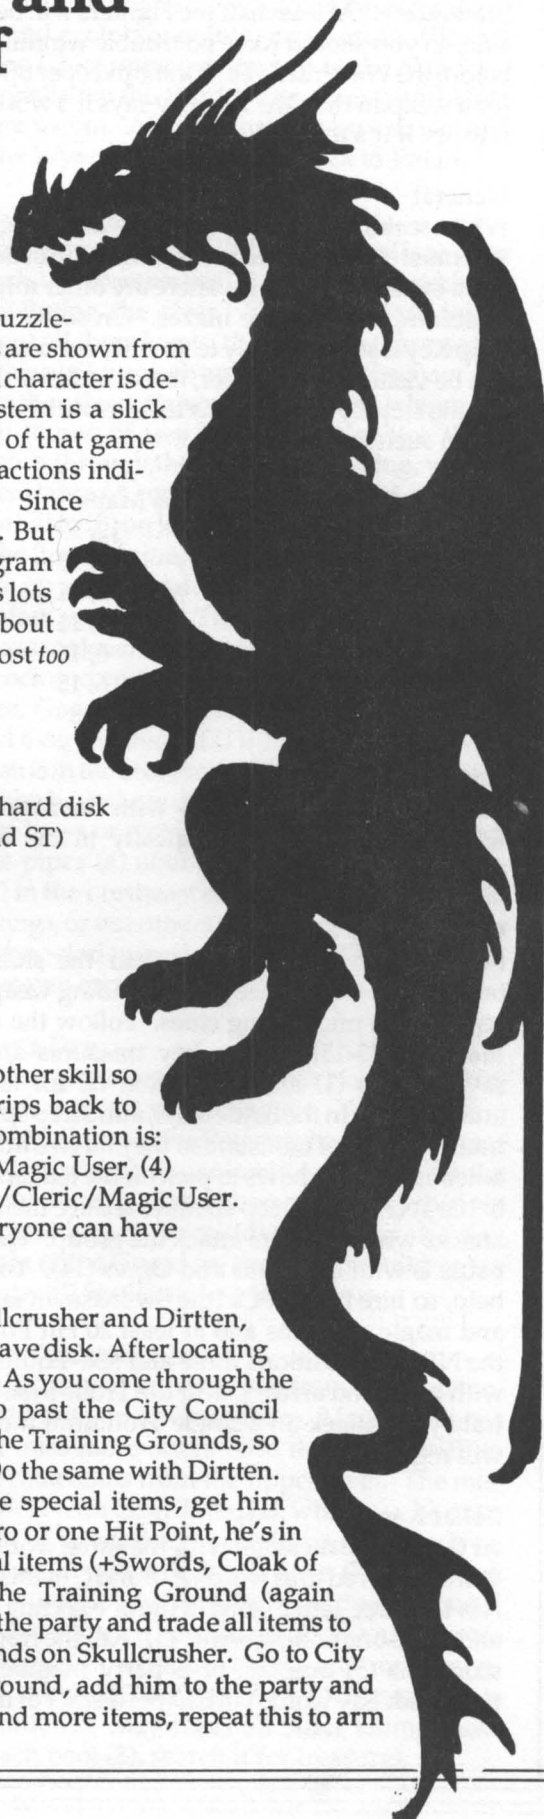 and
f
uzzle-
s are shown from
character is de-
stem is a slick
of that game
actions indi-
Since
. But
gram
s lots
bout
ost too
hard disk
d ST)
other skill so
rips back to
ombination is:
Magic User, (4)
/Cleric/Magic User.
eryone can have
llcrusher and Dirtten,
ave disk. After locating
. As you come through the
o past the City Council
he Training Grounds, so
Do the same with Dirtten.
e special items, get him
ro or one Hit Point, he's in
al items (+Swords, Cloak of
he Training Ground (again
the party, and trade all items to
nds on Skullcrusher. Go to City
ound, add him to the party and
nd more items, repeat this to arm